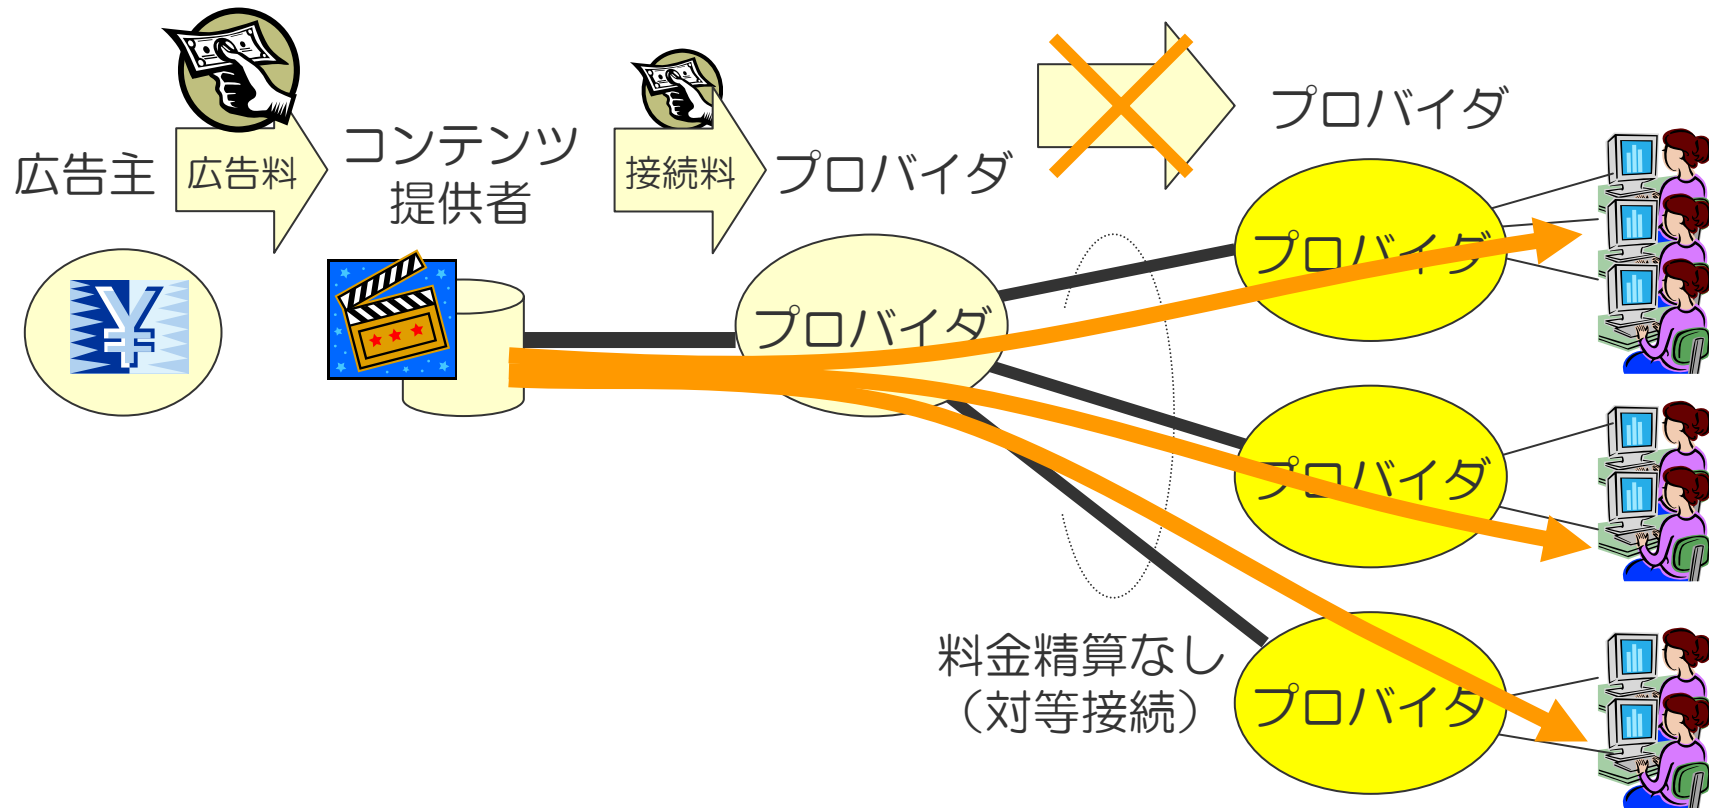 広告主
広告料
コンテンツ
提供者
接続料
プロバイダ
プロバイダ
¥
プロバイダ
プロバイダ
プロバイダ
プロバイダ
料金精算なし
(対等接続)